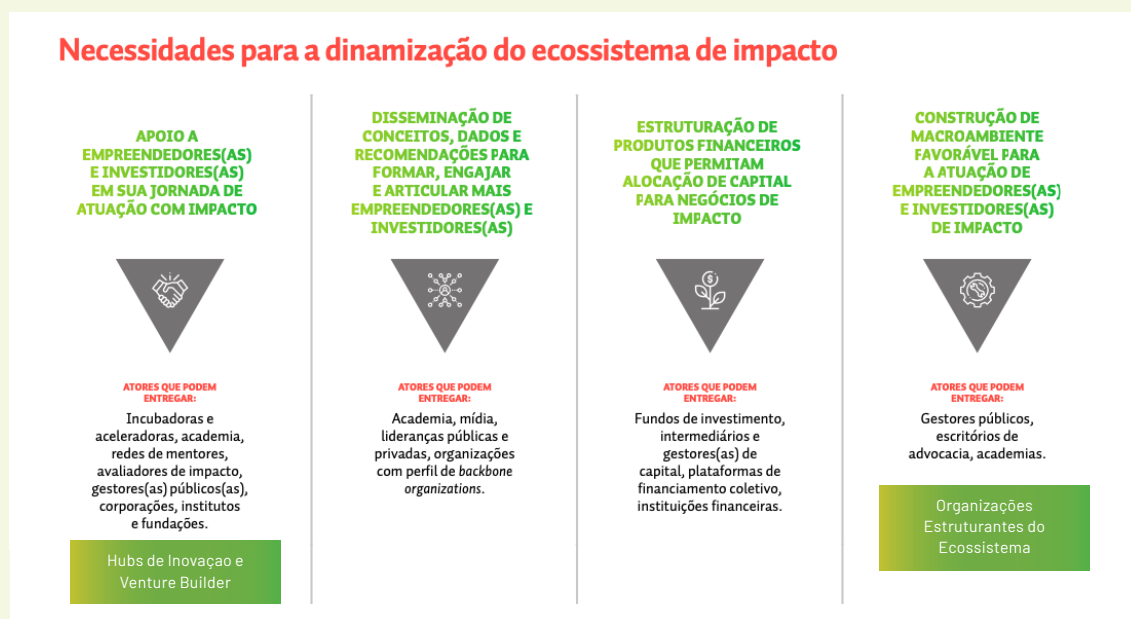 Necessidades para a dinamização do ecossistema de impacto
APOIO A
EMPREENDEDORES(AS)
E INVESTIDORES(AS)
EM SUA JORNADA DE
ATUAÇÃO COM IMPACTO
ATORES QUE PODEM
ENTREGAR:
Incubadoras e
aceleradoras, academia,
redes de mentores,
avaliadores de impacto,
gestores(as) públicos(as),
corporações, institutos
e fundações.
Hubs de Inovaçao e
Venture Builder
DISSEMINAÇÃO DE
CONCEITOS, DADOS E
RECOMENDAÇÕES PARA
FORMAR, ENGAJAR
E ARTICULAR MAIS
EMPREENDEDORES(AS) E
INVESTIDORES(AS)
ATORES QUE PODEM
ENTREGAR:
Academia, mídia,
lideranças públicas e
privadas, organizações
com perfil de backbone
organizations.
ESTRUTURAÇÃO DE
PRODUTOS FINANCEIROS
QUE PERMITAM
ALOCAÇÃO DE CAPITAL
PARA NEGÓCIOS DE
IMPACTO
$
ATORES QUE PODEM
ENTREGAR:
Fundos de investimento,
intermediários e
gestores(as) de
capital, plataformas de
financiamento coletivo,
instituições financeiras.
CONSTRUÇÃO DE
MACROAMBIENTE
FAVORÁVEL PARA
A ATUAÇÃO DE
EMPREENDEDORES(AS)
E INVESTIDORES(AS)
DE IMPACTO
ATORES QUE PODEM
ENTREGAR:
Gestores públicos,
escritórios de
advocacia, academias.
Organizações
Estruturantes do
Ecossistema